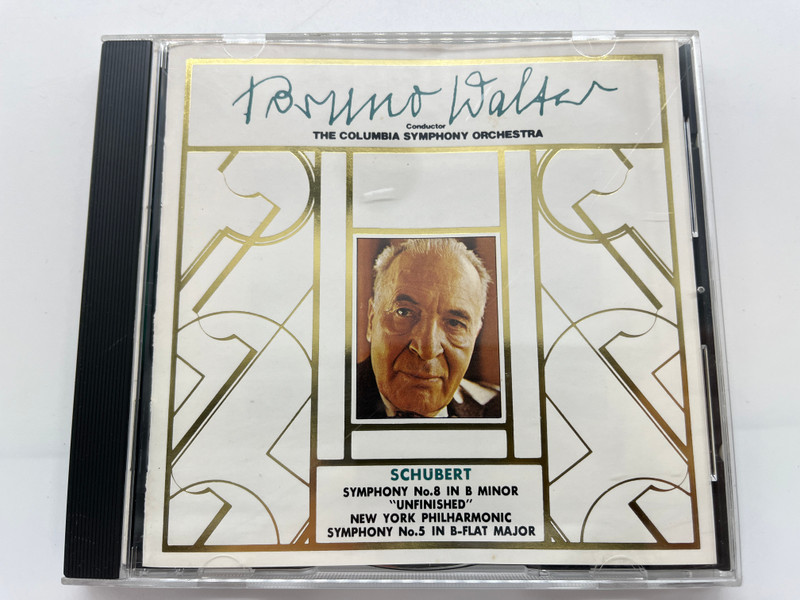 Bruno Walter
Conductor
THE COLUMBIA SYMPHONY ORCHESTRA
SCHUBERT
SYMPHONY No.8 IN B MINOR
"UNFINISHED"
NEW YORK PHILHARMONIC
SYMPHONY No.5 IN B-FLAT MAJOR